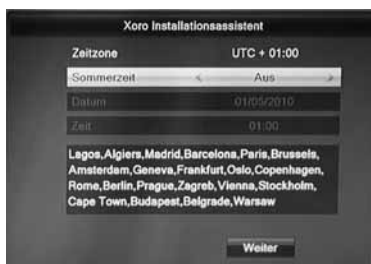 Xoro Installationsassistent
Zeitzone UTC + 01:00
Sommerzeit < Aus >
Datum 01/05/2010
Zeit 01:00
Lagos,Algiers,Madrid,Barcelona,Paris,Brussels,
Amsterdam,Geneva,Frankfurt,Oslo,Copenhagen,
Rome,Berlin,Prague,Zagreb,Vienna,Stockholm,
Cape Town,Budapest,Belgrade,Warsaw
Weiter